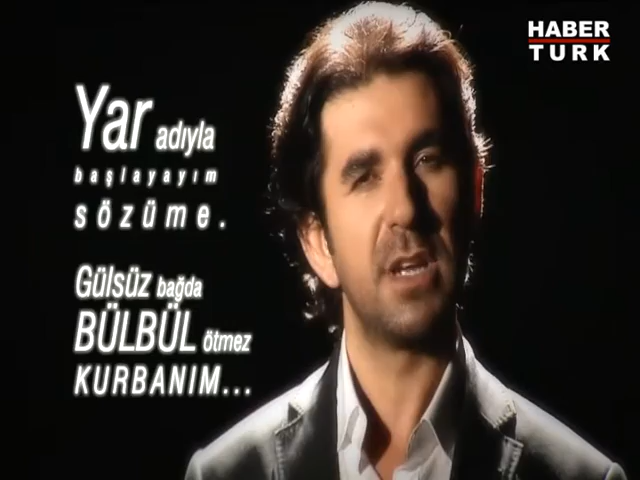 HABER
TURK
Yar adıyla
başlayayım
sözüme.
Gülsüz bağda
BÜLBÜL ötmez
KURBANIM...